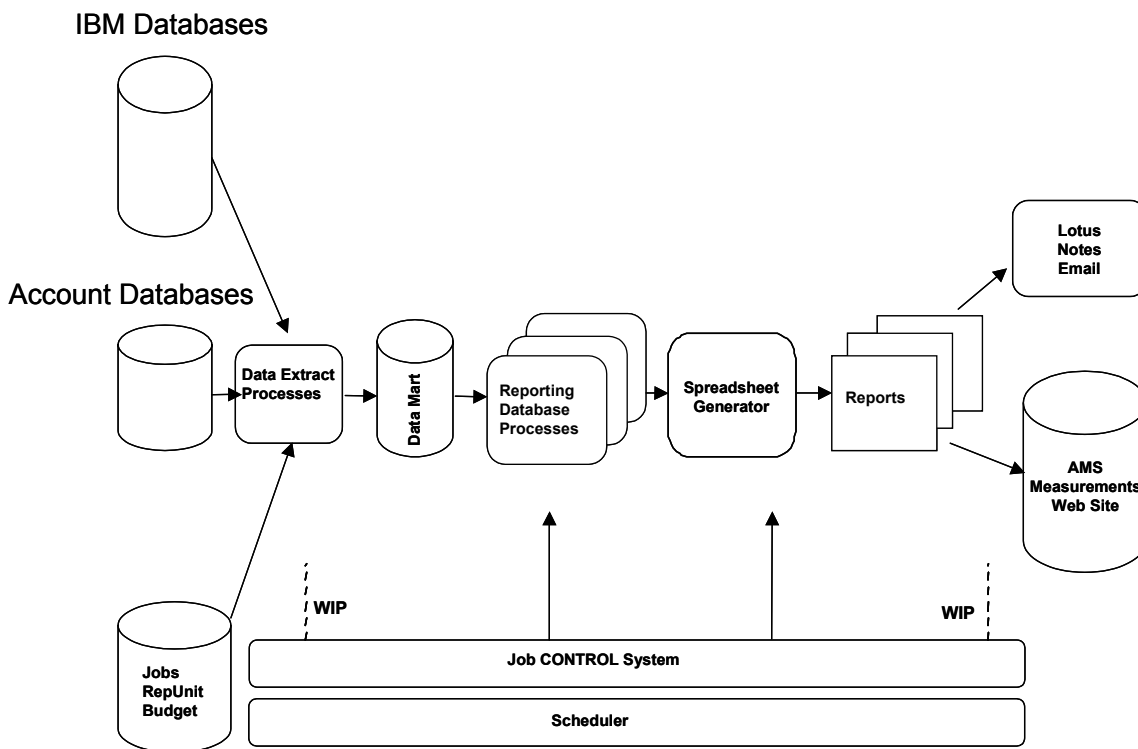 IBM Databases
Account Databases
Lotus
Notes
Email
Data Extract
Processes
Data Mart
Reporting
Database
Processes
Spreadsheet
Generator
Reports
AMS
Measurements
Web Site
WIP
WIP
Jobs
RepUnit
Budget
Job CONTROL System
Scheduler